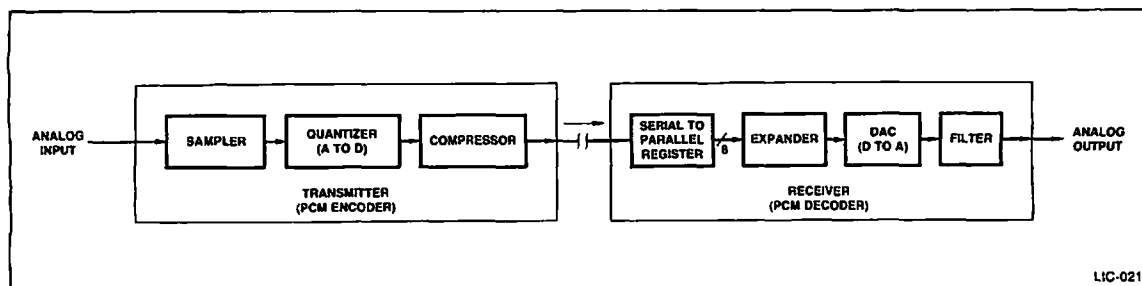 ANALOG
INPUT
SAMPLER
QUANTIZER
(A TO D)
COMPRESSOR
TRANSMITTER
(PCM ENCODER)
SERIAL TO
PARALLEL
REGISTER
8
EXPANDER
DAC
(D TO A)
FILTER
RECEIVER
(PCM DECODER)
ANALOG
OUTPUT
LIC-021